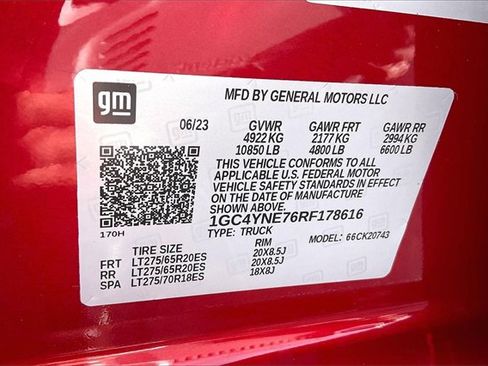 gm
MFD BY GENERAL MOTORS LLC
06/23 GVWR GAWR FRT GAWR RR
4922 KG 2177 KG 2994 KG
10850 LB 4800 LB 6600 LB
THIS VEHICLE CONFORMS TO ALL
APPLICABLE U.S. FEDERAL MOTOR
VEHICLE SAFETY STANDARDS IN EFFECT
ON THE DATE OF MANUFACTURE SHOWN ABOVE.
1GC4YNE76RF178616
170H
TYPE: TRUCK MODEL: 66CK20743
TIRE SIZE RIM
FRT LT275/65R20ES 20X8.5J
RR LT275/65R20ES 20X8.5J
SPA LT275/70R18ES 18X8J